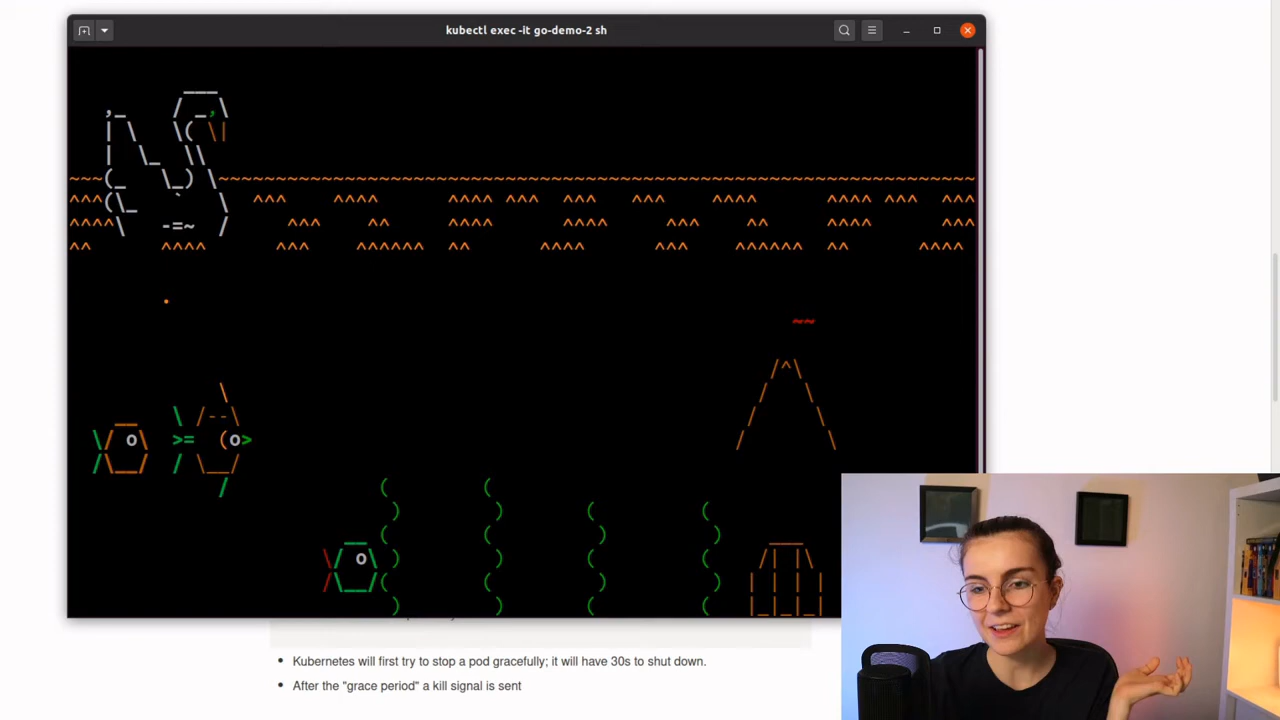 kubectl exec -it go-demo-2 sh
Kubernetes will first try to stop a pod gracefully; it will have 30s to shut down.
After the "grace period" a kill signal is sent